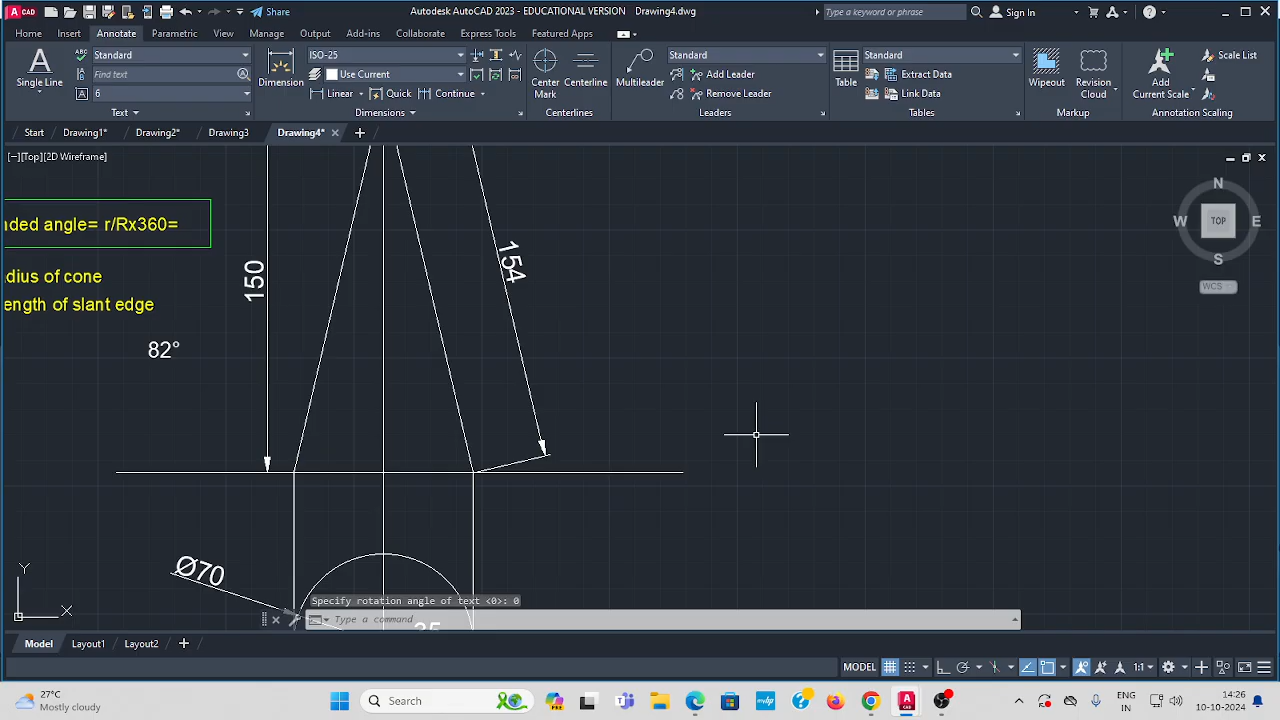 CAD
Share
Autodesk AutoCAD 2023 - EDUCATIONAL VERSION Drawing4.dwg
Type a keyword or phrase
Sign In
Home Insert Annotate Parametric View Manage Output Add-ins Collaborate Express Tools Featured Apps
Single Line
Standard
Find text
6
A
Text
Dimension
ISO-25
Use Current
Linear Quick Continue
Dimensions
Center Mark
Centerline
Centerlines
Multileader
Standard
Add Leader
Remove Leader
Leaders
Table
Standard
Extract Data
Link Data
Tables
Wipeout
Revision Cloud
Markup
Add Current Scale
Scale List
Annotation Scaling
Start Drawing1* Drawing2* Drawing3 Drawing4*
[−][Top][2D Wireframe]
N
W TOP E
S
WCS
nded angle= r/Rx360=
dius of cone
ength of slant edge
82°
150
154
Ø70
35
Y
X
Specify rotation angle of text <0>: 0
Type a command
Model Layout1 Layout2
MODEL
1:1
27°C
Mostly cloudy
Search
PRE
CAD
ENG
IN
14:26
10-10-2024